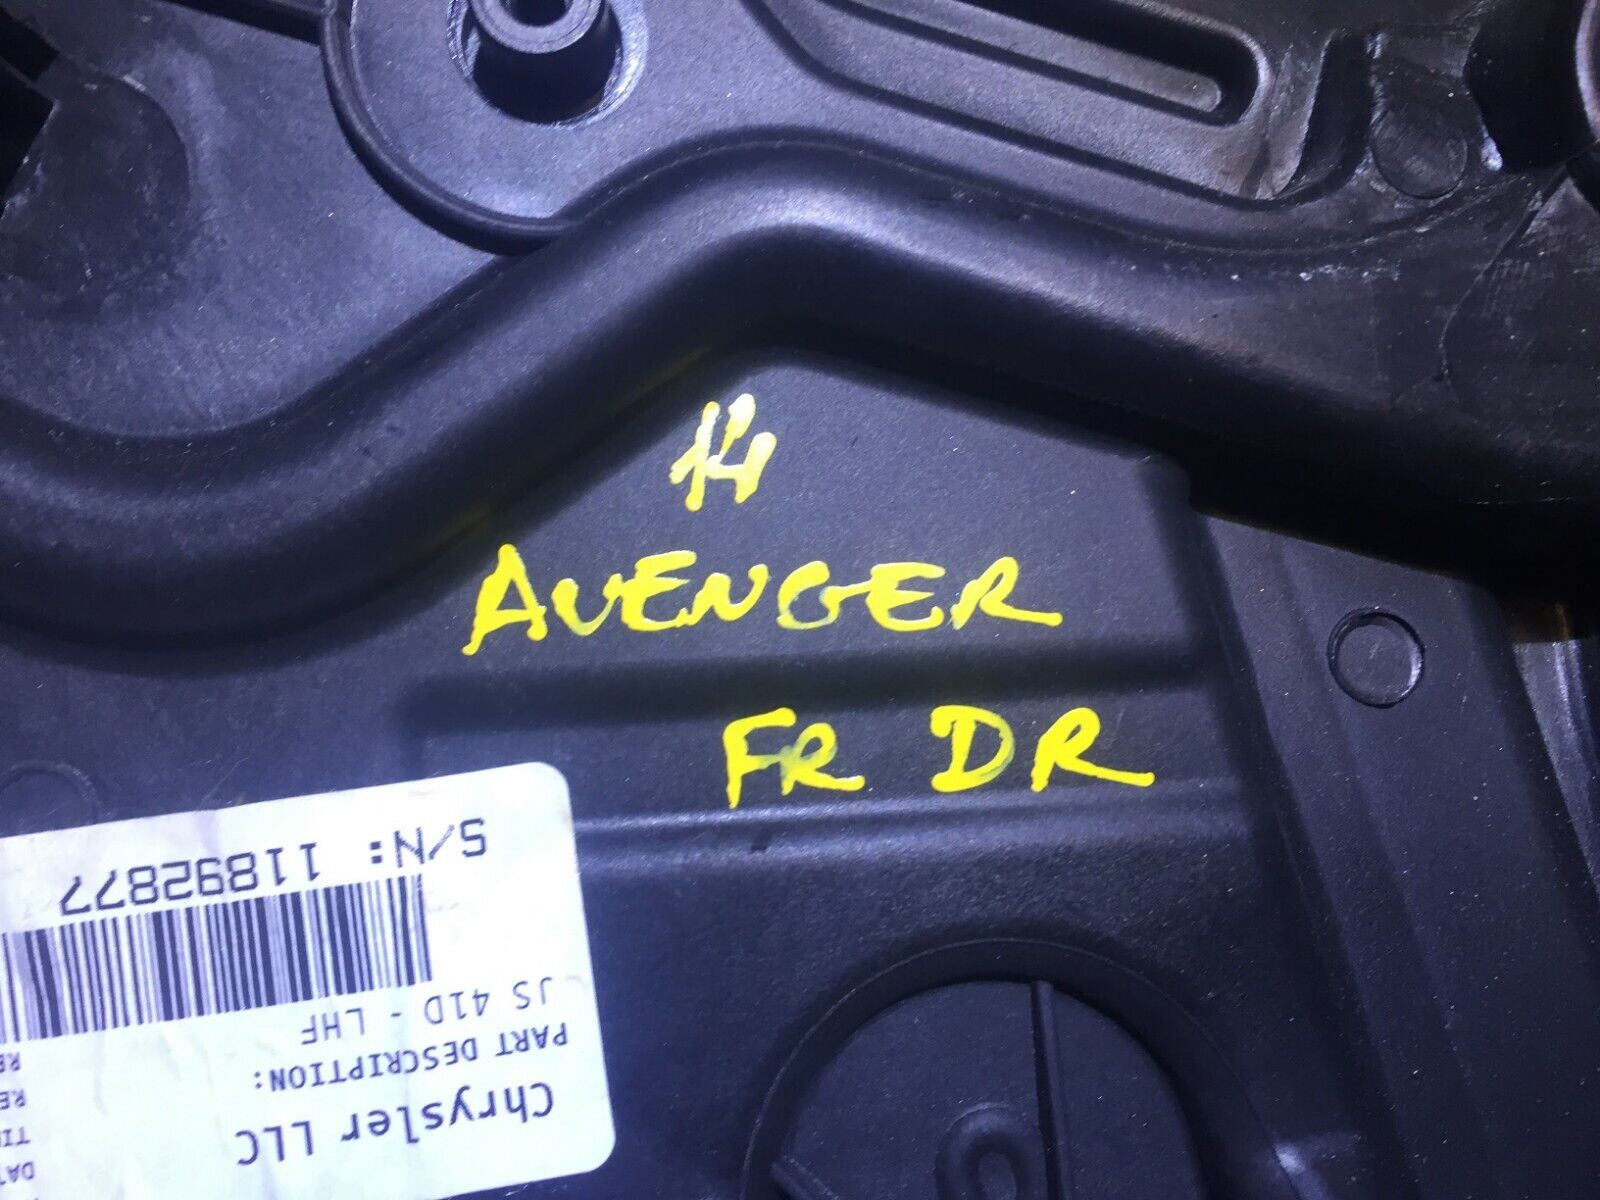 14
AVENGER
FR DR
Chrysler LLC
PART DESCRIPTION:
JS 41D - LHF
S/N: 11892877